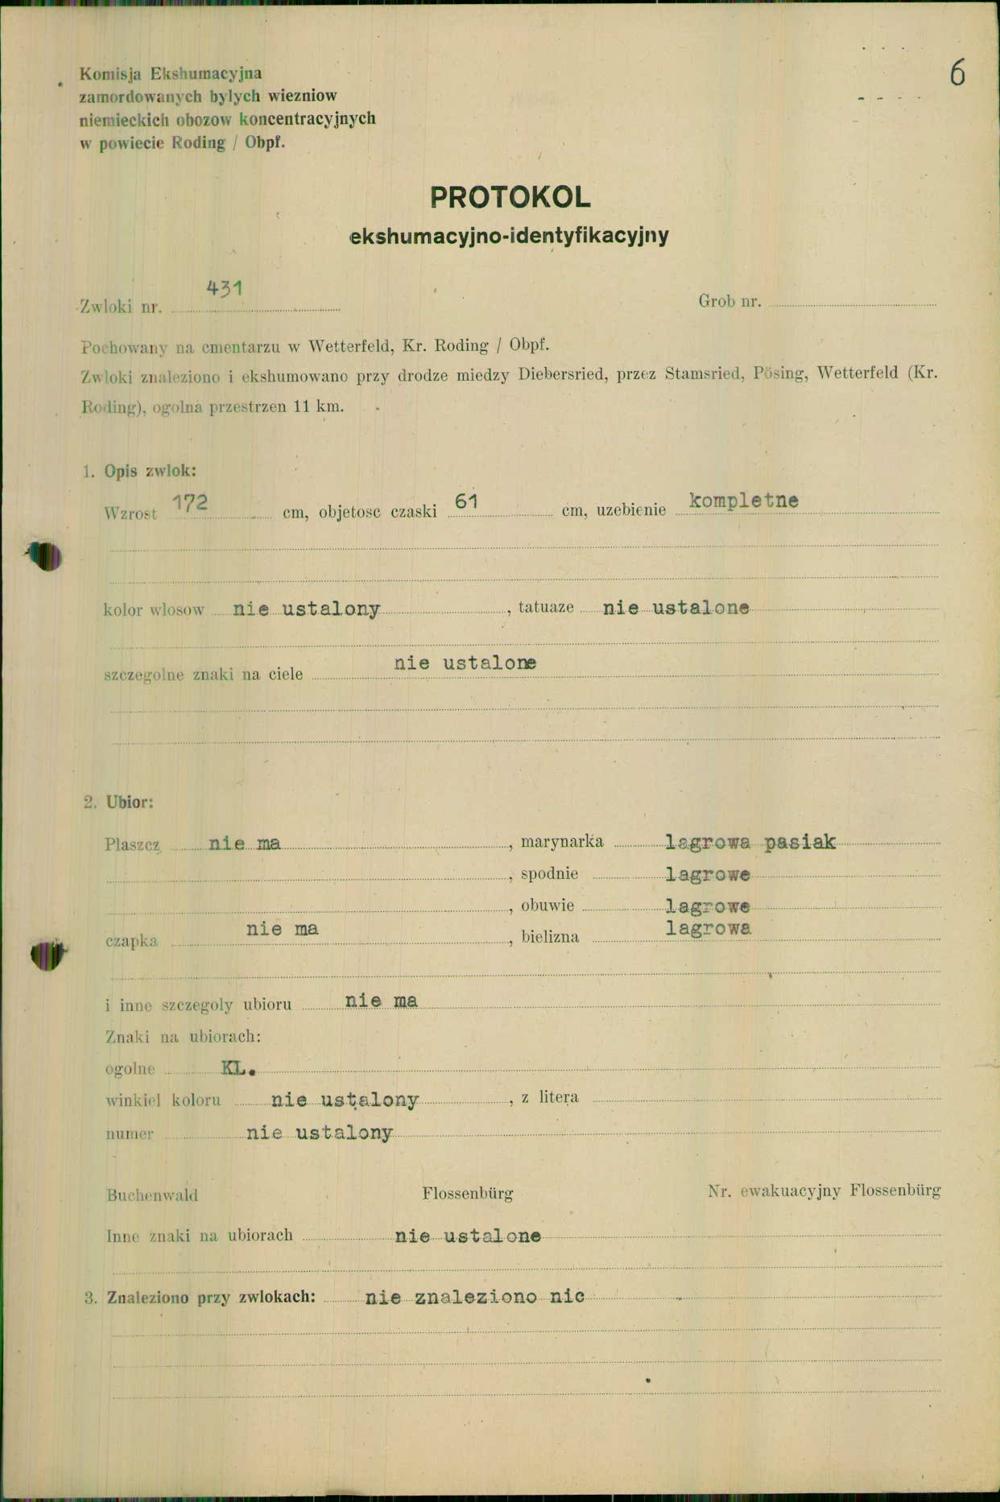 6
Komisja Ekshumacyjna
zamordowanych bylych wiezniow
niemieckich obozow koncentracyjnych
w powiecie Roding / Obpf.
PROTOKOL
ekshumacyjno-identyfikacyjny
Zwloki nr. 431 Grob nr.
Pochowany na cmentarzu w Wetterfeld, Kr. Roding / Obpf.
Zwloki znaleziono i ekshumowano przy drodze miedzy Diebersried, przez Stamsried, Pösing, Wetterfeld (Kr.
Roding), ogolna przestrzen 11 km.
1. Opis zwlok:
Wzrost 172 cm, objetosc czaski 61 cm, uzebienie kompletne
kolor wlosow nie ustalony, tatuaze nie ustalone
szczegolne znaki na ciele nie ustalone
2. Ubior:
Plaszcz nie ma, marynarka lagrowa pasiak
, spodnie lagrowe
, obuwie lagrowe
czapka nie ma, bielizna lagrowa
i inne szczegoly ubioru nie ma
Znaki na ubiorach:
ogolne KL.
winkiel koloru nie ustalony, z litera
numer nie ustalony
Buchenwald Flossenbürg Nr. ewakuacyjny Flossenbürg
Inne znaki na ubiorach nie ustalone
3. Znaleziono przy zwlokach: nie znaleziono nic